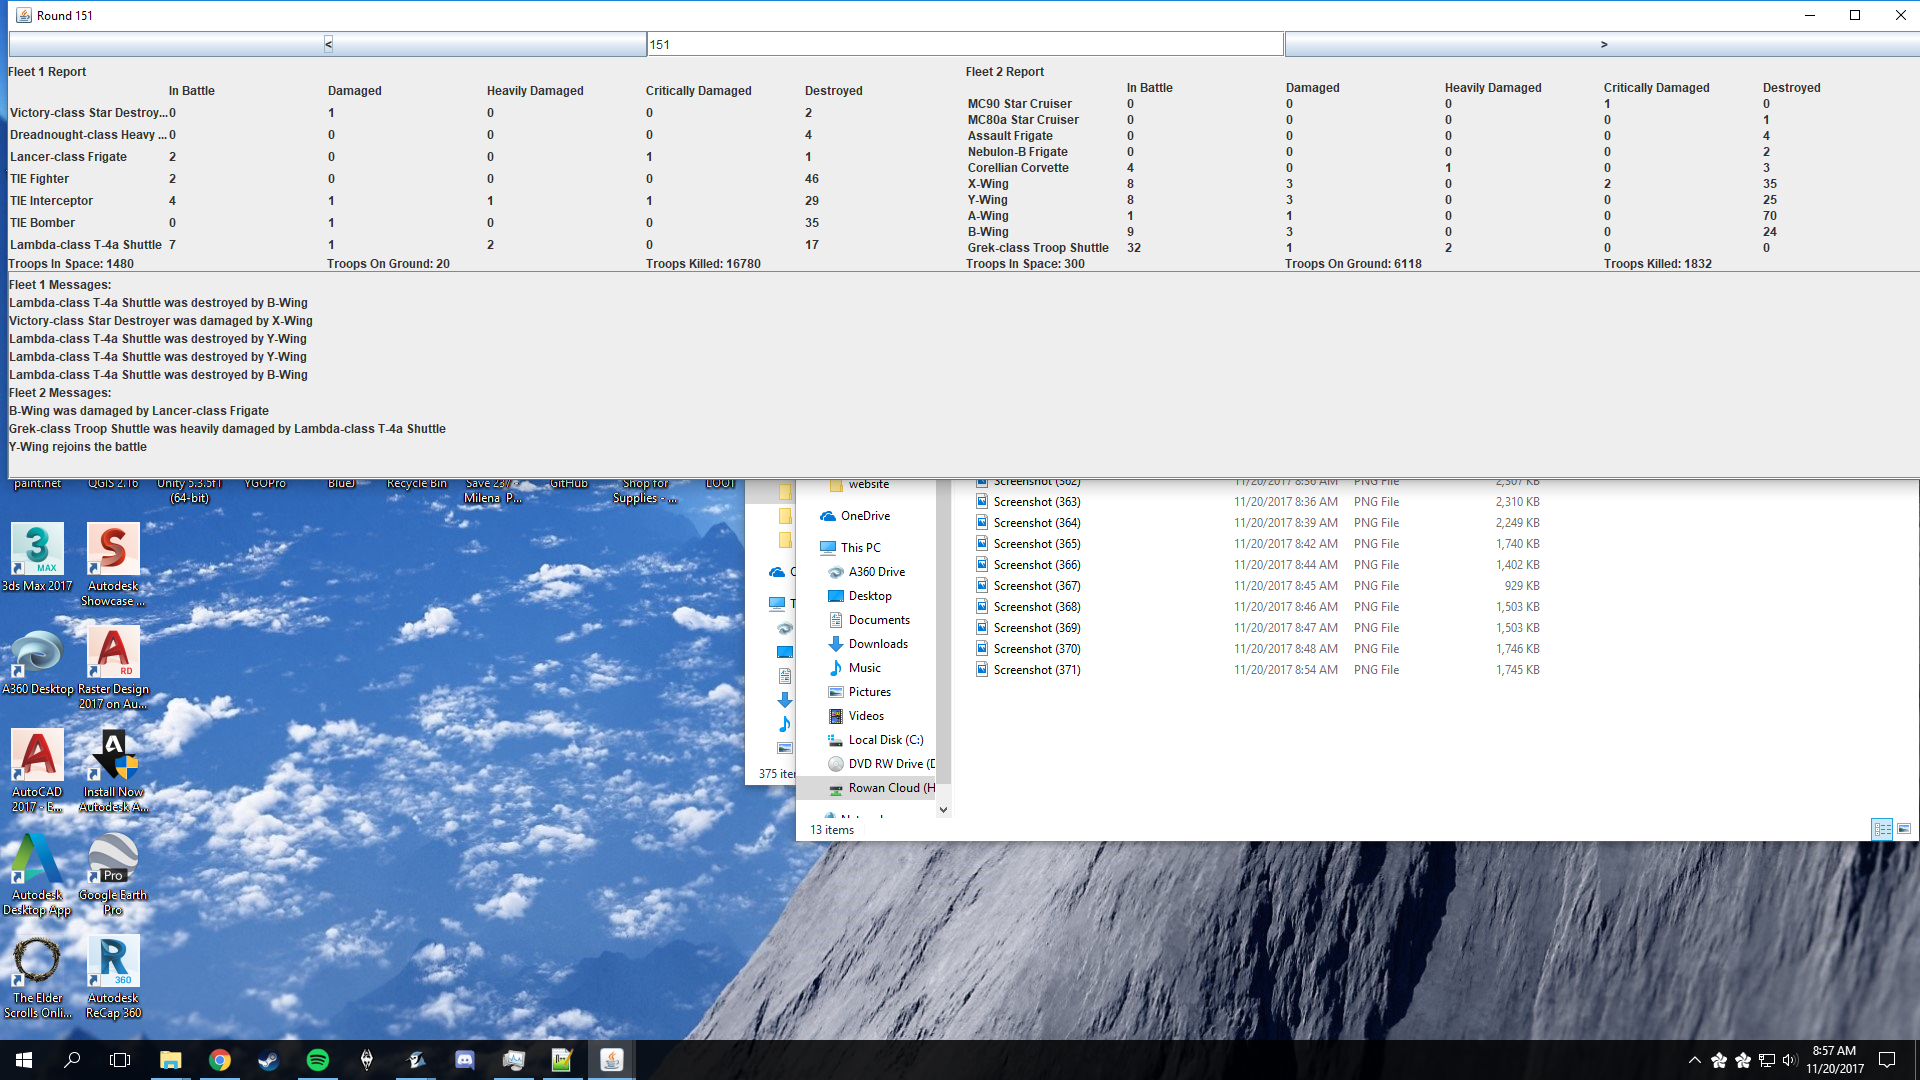 Round 151
< 151 >
Fleet 1 Report
In Battle Damaged Heavily Damaged Critically Damaged Destroyed
Victory-class Star Destroy... 0 1 0 0 2
Dreadnought-class Heavy ... 0 0 0 0 4
Lancer-class Frigate 2 0 0 1 1
TIE Fighter 2 0 0 0 46
TIE Interceptor 4 1 1 1 29
TIE Bomber 0 1 0 0 35
Lambda-class T-4a Shuttle 7 1 2 0 17
Troops In Space: 1480 Troops On Ground: 20 Troops Killed: 16780
Fleet 2 Report
In Battle Damaged Heavily Damaged Critically Damaged Destroyed
MC90 Star Cruiser 0 0 0 1 0
MC80a Star Cruiser 0 0 0 0 1
Assault Frigate 0 0 0 0 4
Nebulon-B Frigate 0 0 0 0 2
Corellian Corvette 4 0 1 0 3
X-Wing 8 3 0 2 35
Y-Wing 8 3 0 0 25
A-Wing 1 1 0 0 70
B-Wing 9 3 0 0 24
Grek-class Troop Shuttle 32 1 2 0 0
Troops In Space: 300 Troops On Ground: 6118 Troops Killed: 1832
Fleet 1 Messages:
Lambda-class T-4a Shuttle was destroyed by B-Wing
Victory-class Star Destroyer was damaged by X-Wing
Lambda-class T-4a Shuttle was destroyed by Y-Wing
Lambda-class T-4a Shuttle was destroyed by Y-Wing
Lambda-class T-4a Shuttle was destroyed by B-Wing
Fleet 2 Messages:
B-Wing was damaged by Lancer-class Frigate
Grek-class Troop Shuttle was heavily damaged by Lambda-class T-4a Shuttle
Y-Wing rejoins the battle
paint.net
QGIS 2.16
Unity 5.3.5f1
(64-bit)
YGOPro
BlueJ
Recycle Bin
Save 237 -
Milena P...
GitHub
Shop for
Supplies - ...
LOOT
3ds Max 2017
Autodesk
Showcase ...
A360 Desktop
Raster Design
2017 on Au...
AutoCAD
2017 - E...
Install Now
Autodesk A...
Autodesk
Desktop App
Google Earth
Pro
The Elder
Scrolls Onli...
Autodesk
ReCap 360
375 iter
website
OneDrive
This PC
A360 Drive
Desktop
Documents
Downloads
Music
Pictures
Videos
Local Disk (C:)
DVD RW Drive (D
Rowan Cloud (H
13 items
Screenshot (362) 11/20/2017 8:36 AM PNG File 2,307 KB
Screenshot (363) 11/20/2017 8:36 AM PNG File 2,310 KB
Screenshot (364) 11/20/2017 8:39 AM PNG File 2,249 KB
Screenshot (365) 11/20/2017 8:42 AM PNG File 1,740 KB
Screenshot (366) 11/20/2017 8:44 AM PNG File 1,402 KB
Screenshot (367) 11/20/2017 8:45 AM PNG File 929 KB
Screenshot (368) 11/20/2017 8:46 AM PNG File 1,503 KB
Screenshot (369) 11/20/2017 8:47 AM PNG File 1,503 KB
Screenshot (370) 11/20/2017 8:48 AM PNG File 1,746 KB
Screenshot (371) 11/20/2017 8:54 AM PNG File 1,745 KB
8:57 AM
11/20/2017